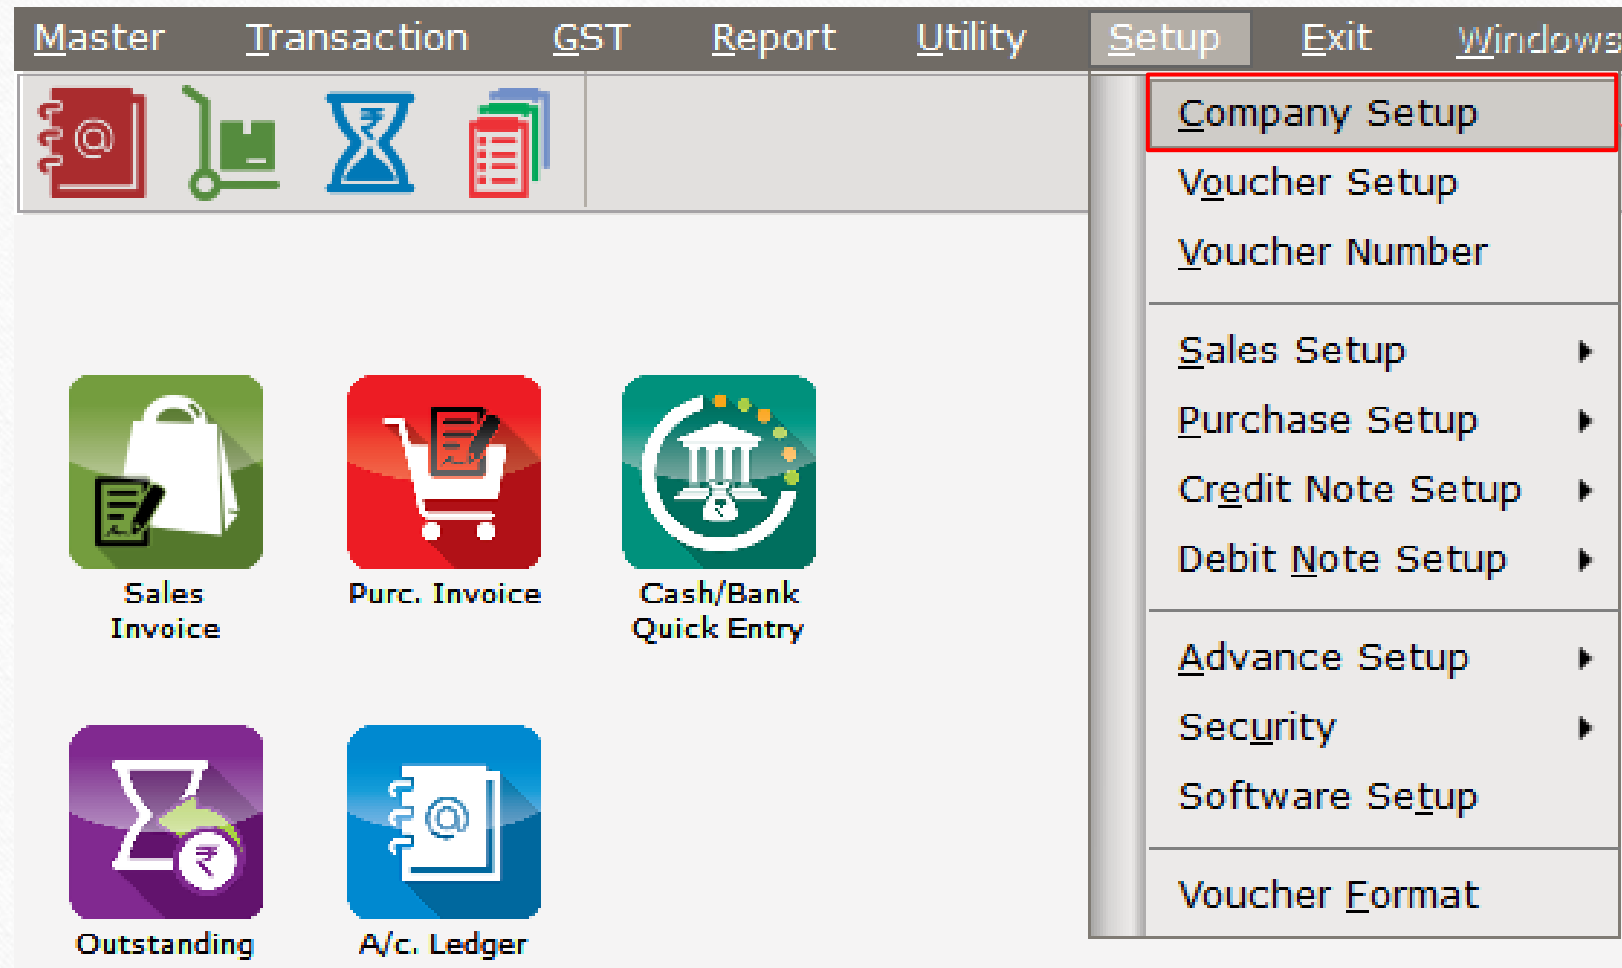 Master Transaction GST Report Utility Setup Exit Windows
Company Setup
Voucher Setup
Voucher Number
Sales Setup
Purchase Setup
Credit Note Setup
Debit Note Setup
Advance Setup
Security
Software Setup
Voucher Format
Sales
Invoice
Purc. Invoice
Cash/Bank
Quick Entry
Outstanding
A/c. Ledger